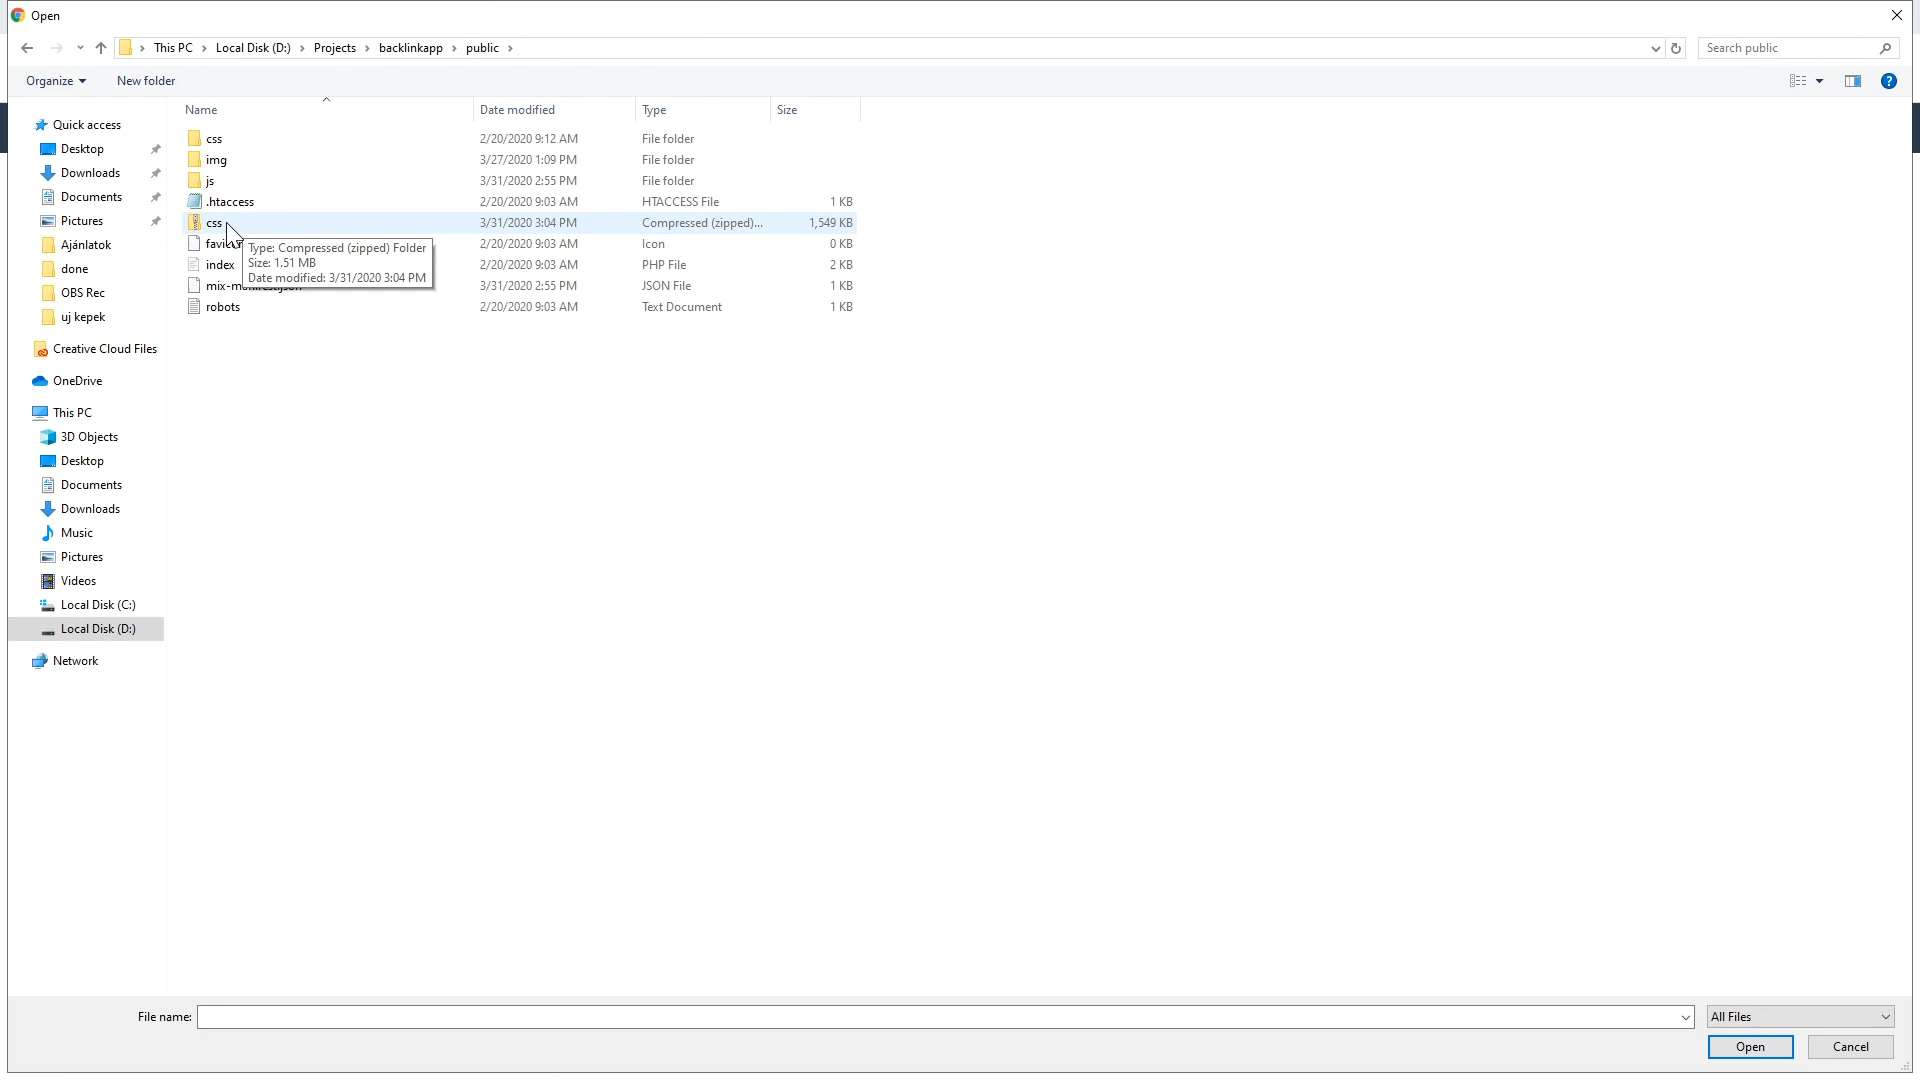 Open
This PC > Local Disk (D:) > Projects > backlinkapp > public >
Search public
Organize
New folder
Name
Date modified
Type
Size
css 2/20/2020 9:12 AM File folder
img 3/27/2020 1:09 PM File folder
js 3/31/2020 2:55 PM File folder
.htaccess 2/20/2020 9:03 AM HTACCESS File 1 KB
css 3/31/2020 3:04 PM Compressed (zipped)... 1,549 KB
2/20/2020 9:03 AM Icon 0 KB
index 2/20/2020 9:03 AM PHP File 2 KB
3/31/2020 2:55 PM JSON File 1 KB
robots 2/20/2020 9:03 AM Text Document 1 KB
Type: Compressed (zipped) Folder
Size: 1.51 MB
Date modified: 3/31/2020 3:04 PM
Quick access
Desktop
Downloads
Documents
Pictures
Ajánlatok
done
OBS Rec
uj kepek
Creative Cloud Files
OneDrive
This PC
3D Objects
Desktop
Documents
Downloads
Music
Pictures
Videos
Local Disk (C:)
Local Disk (D:)
Network
File name:
All Files
Open
Cancel